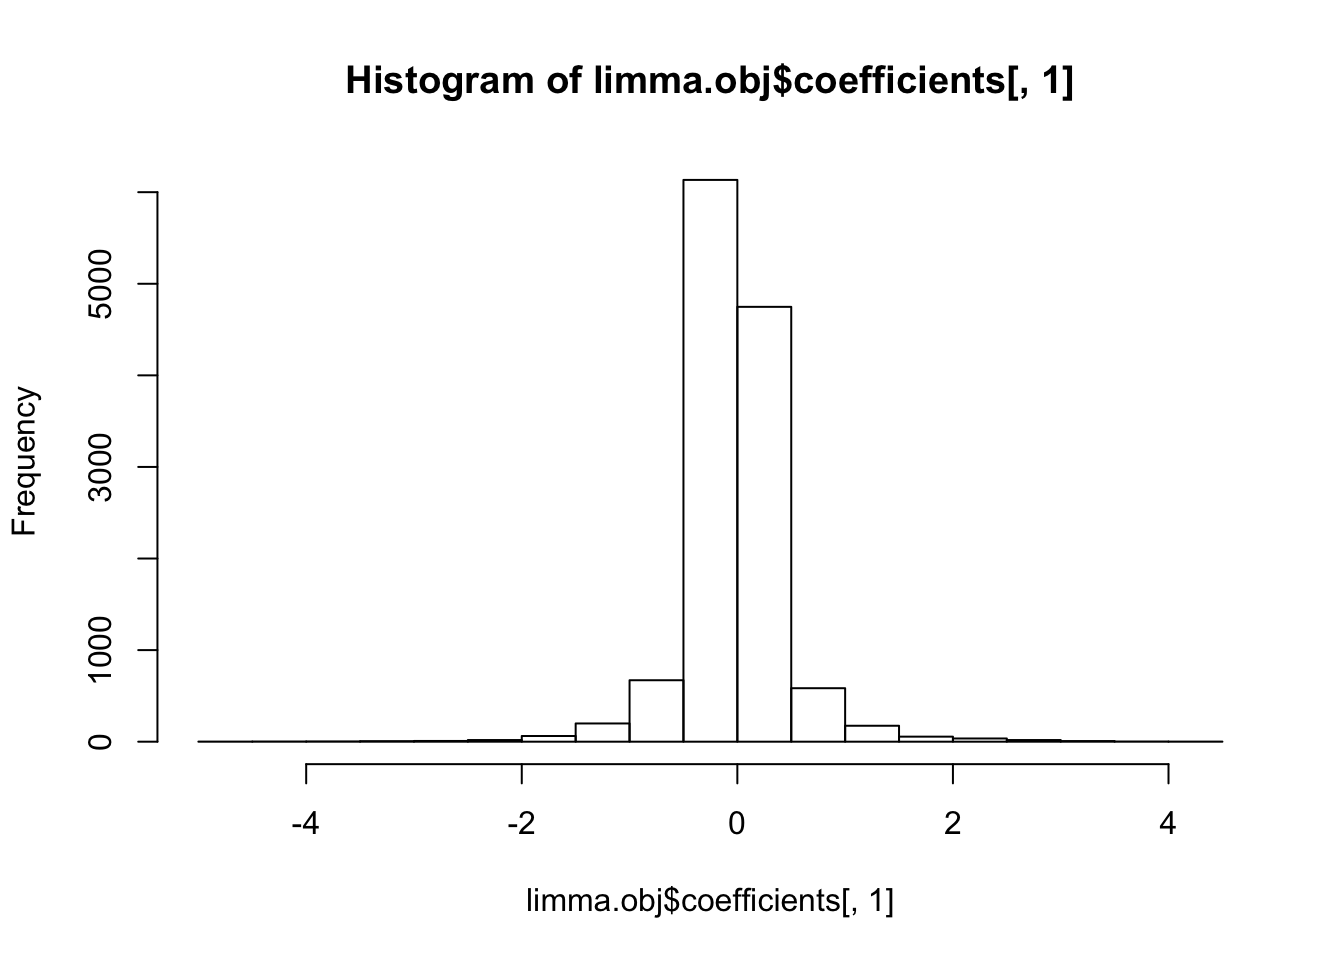 Histogram of limma.obj$coefficients[, 1]
Frequency
5000
3000
1000
0
-4 -2 0 2 4
limma.obj$coefficients[, 1]